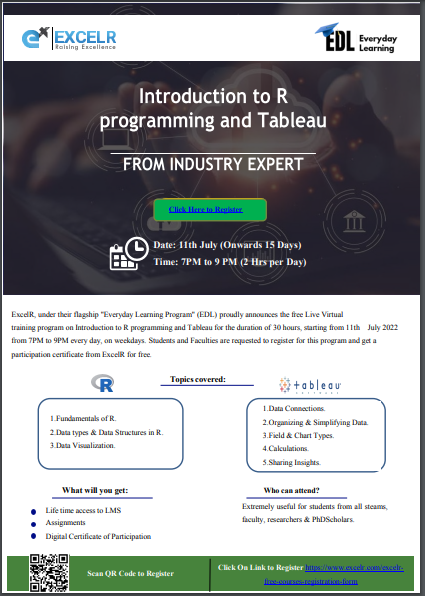 EXCELR
Raising Excellence
EDL Everyday
Learning
Introduction to R
programming and Tableau
FROM INDUSTRY EXPERT
Click Here to Register
Date: 11th July (Onwards 15 Days)
Time: 7PM to 9 PM (2 Hrs per Day)
ExcelR, under their flagship "Everyday Learning Program" (EDL) proudly announces the free Live Virtual
training program on Introduction to R programming and Tableau for the duration of 30 hours, starting from 11th July 2022
from 7PM to 9PM every day, on weekdays. Students and Faculties are requested to register for this program and get a
participation certificate from ExcelR for free.
Topics covered:
R
tableau
SOFTWARE
1.Fundamentals of R.
2.Data types & Data Structures in R.
3.Data Visualization.
1.Data Connections.
2.Organizing & Simplifying Data.
3.Field & Chart Types.
4.Calculations.
5.Sharing Insights.
What will you get:
Life time access to LMS
Assignments
Digital Certificate of Participation
Who can attend?
Extremely useful for students from all steams,
faculty, researchers & PhDScholars.
Scan QR Code to Register
Click On Link to Register https://www.excelr.com/excelr-
free-courses-registration-form